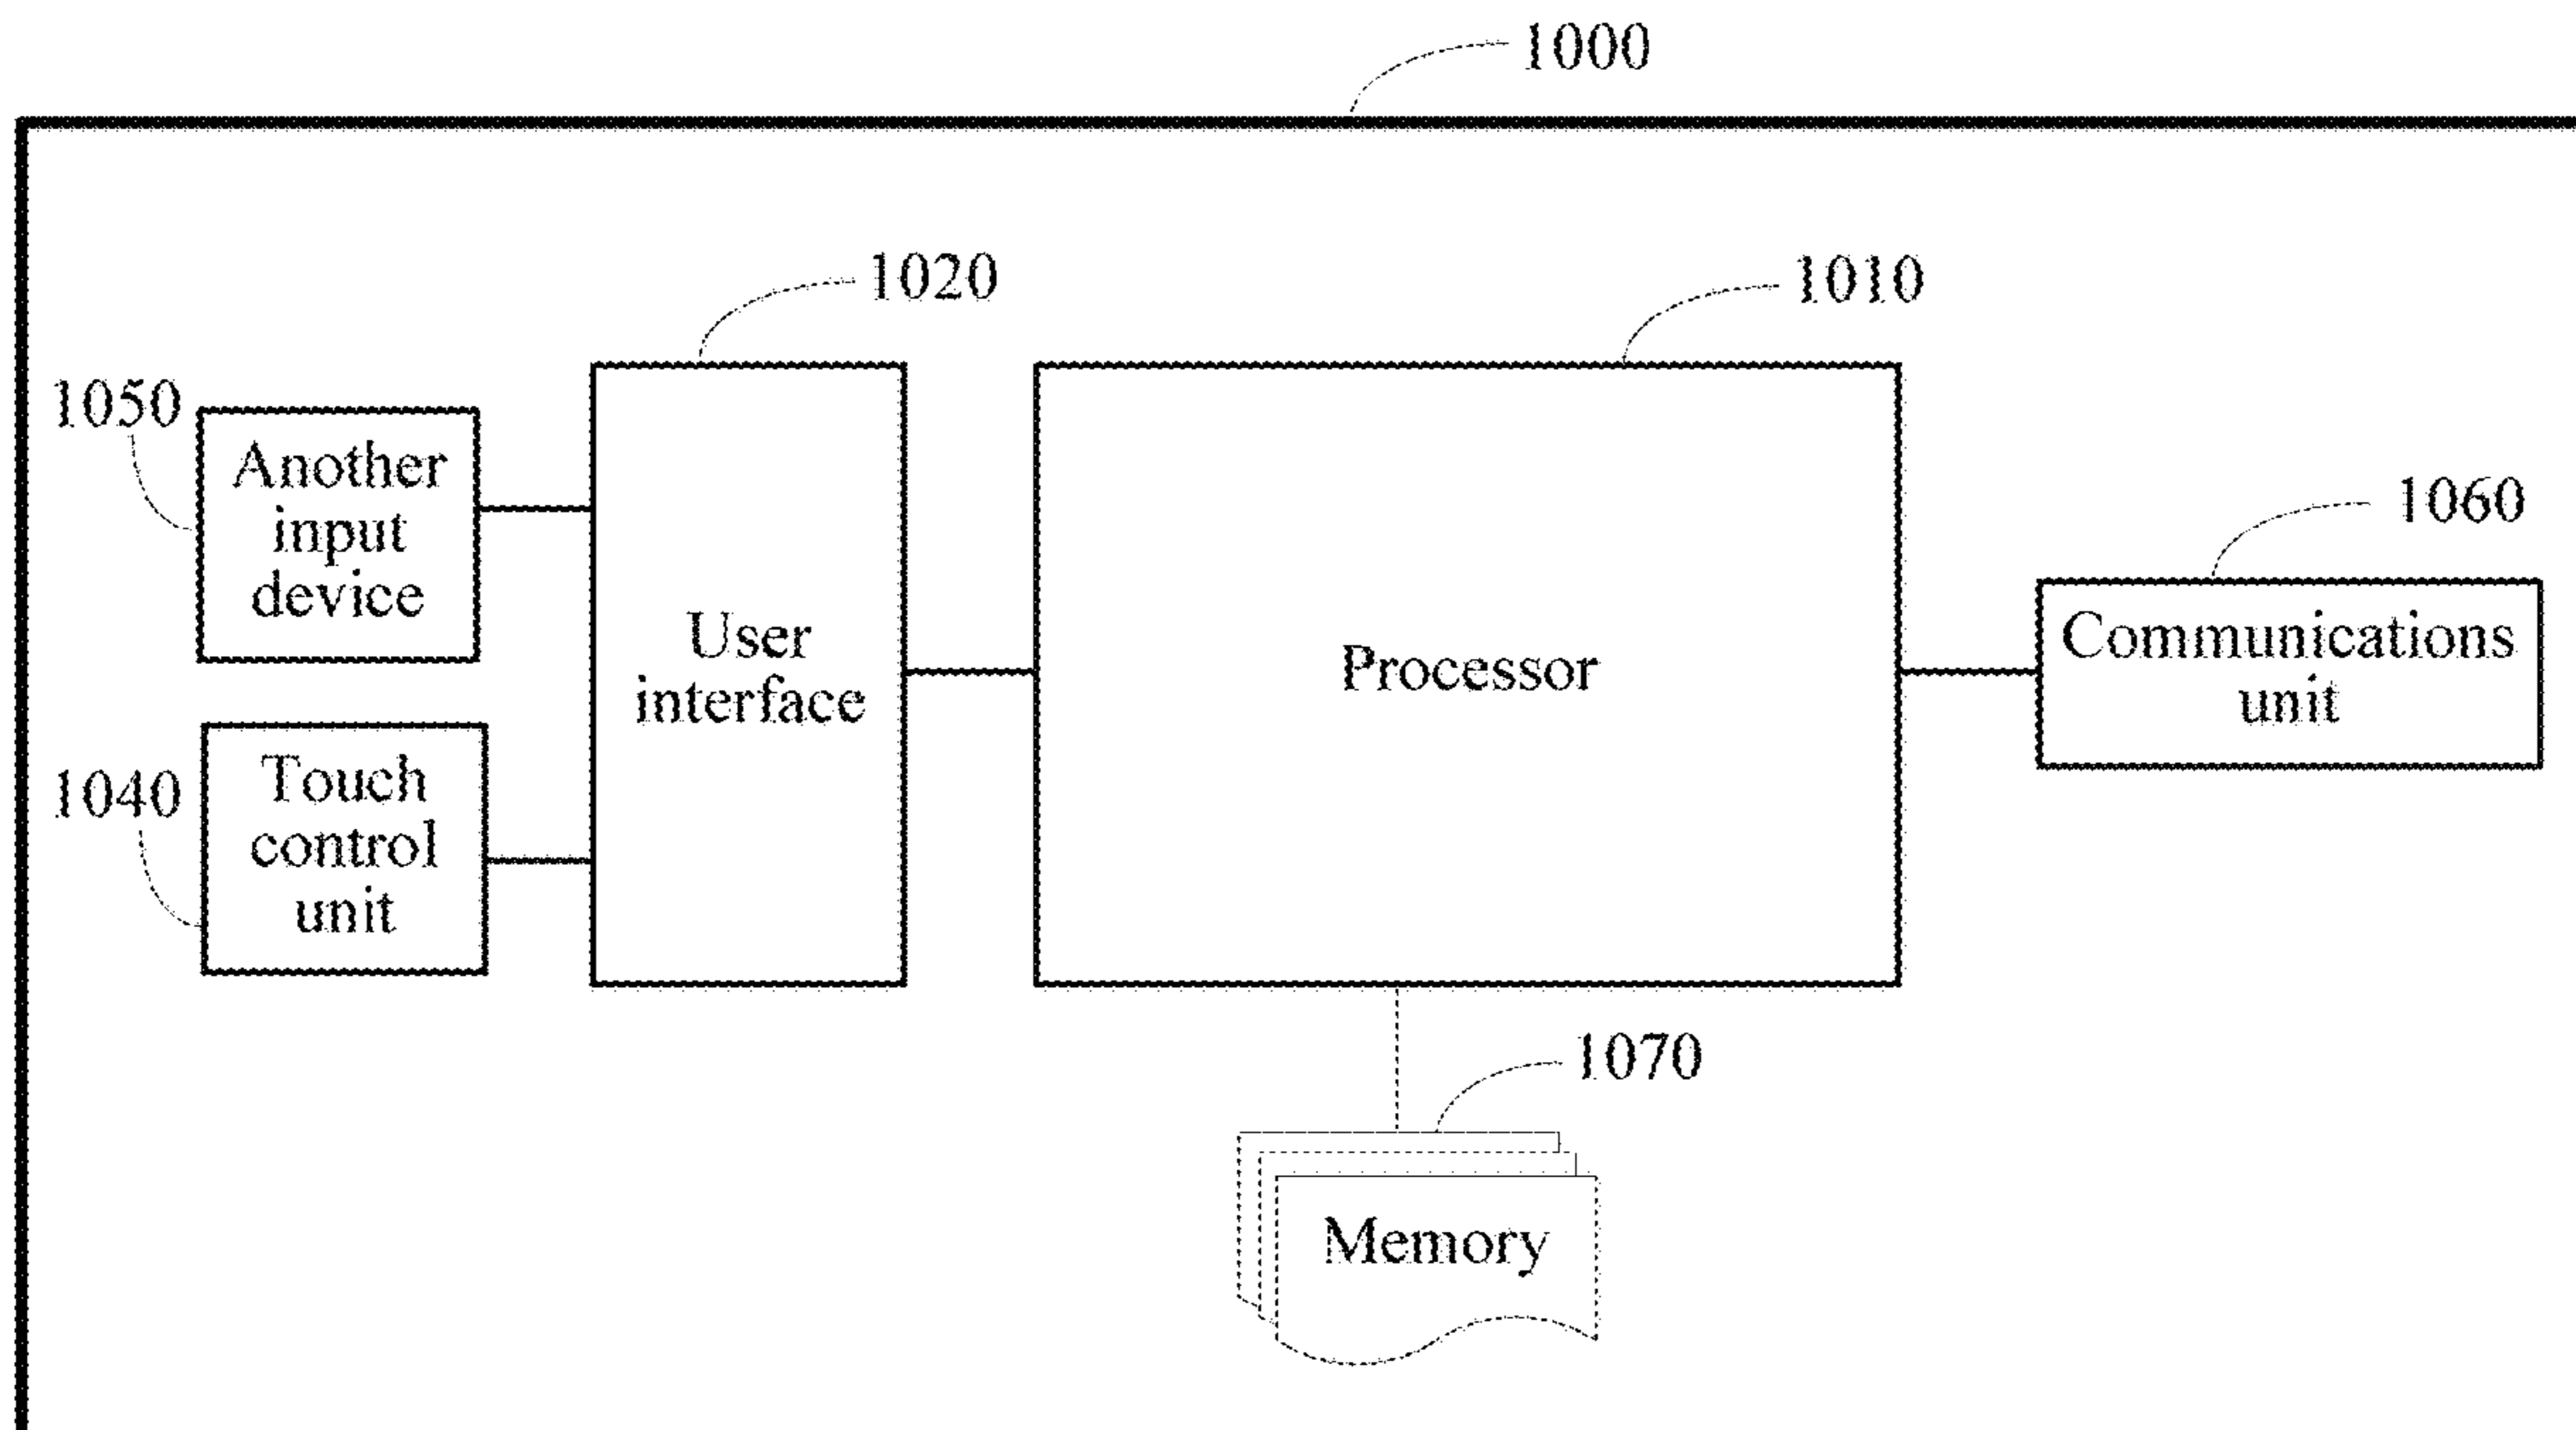 1000
1020
1010
1050
Another
input
device
1060
User
interface
Processor
Communications
unit
1040
Touch
control
unit
1070
Memory